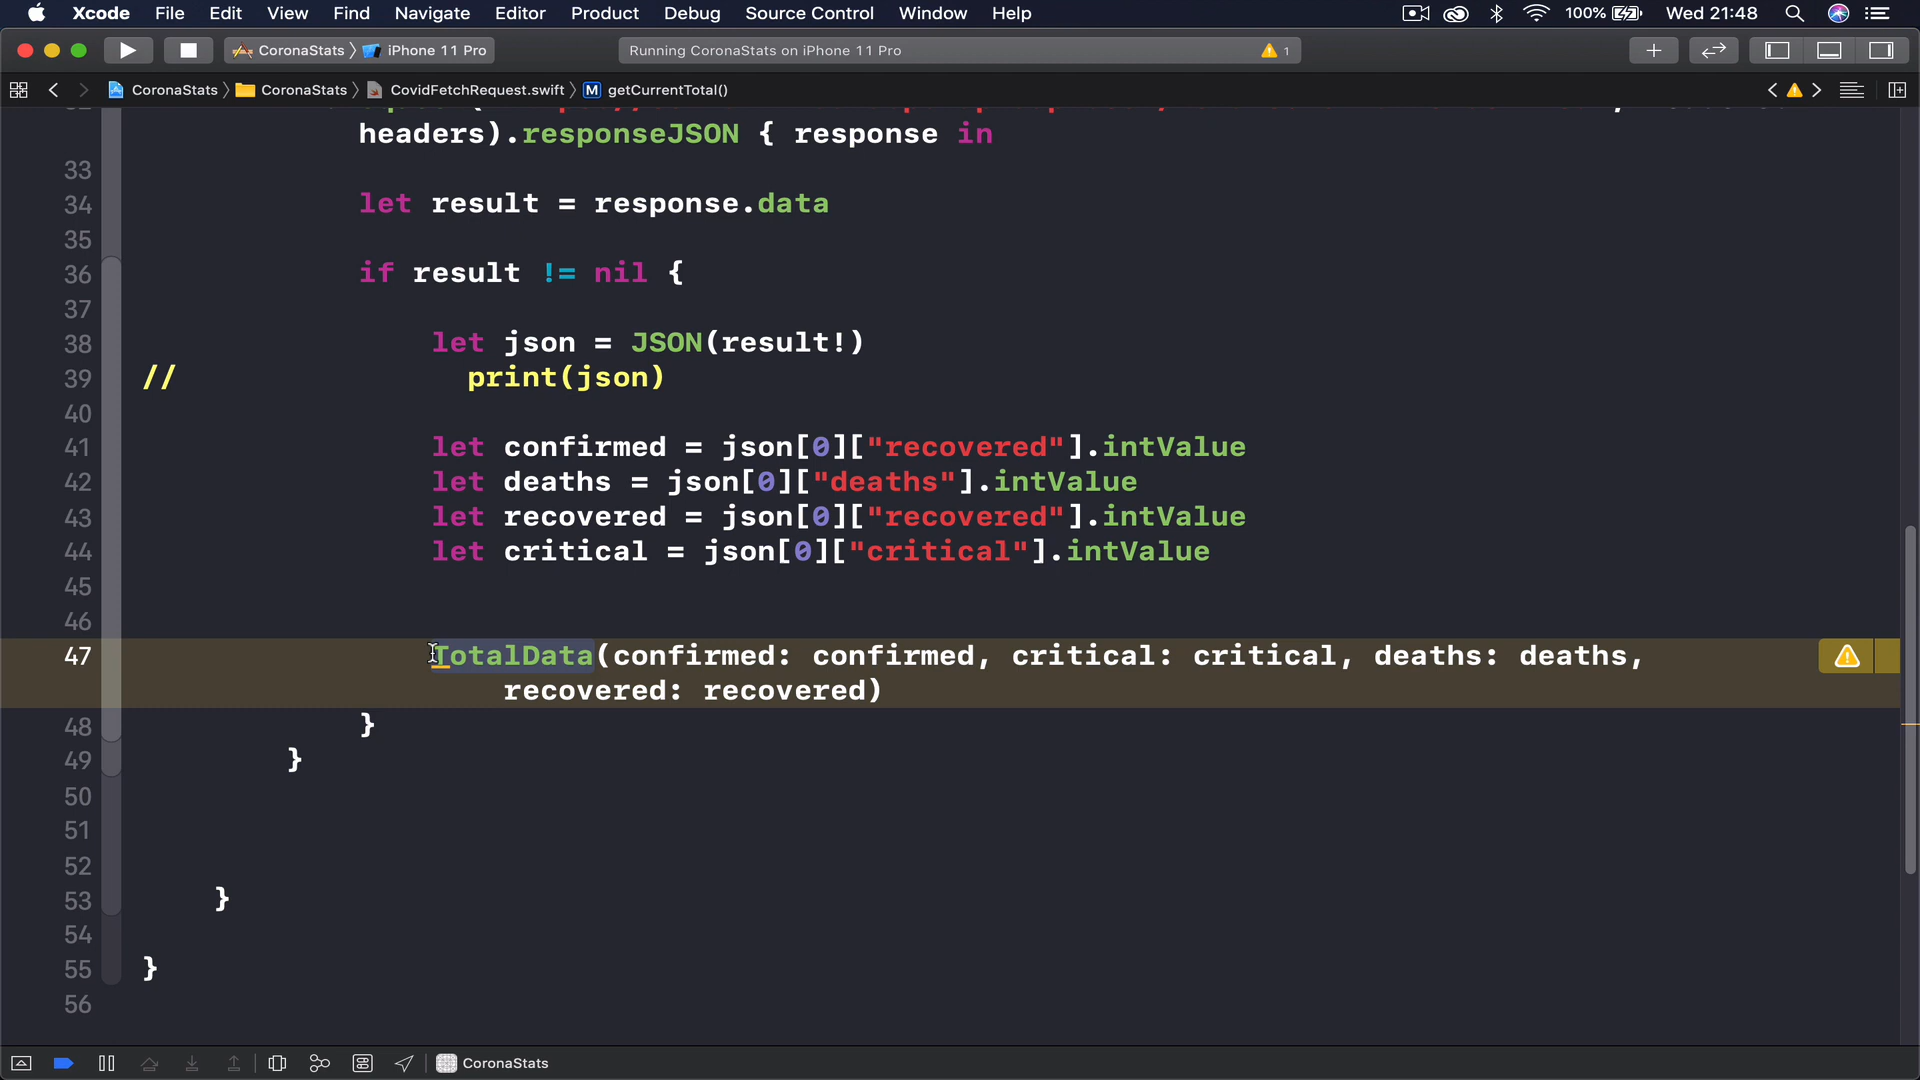 Xcode File Edit View Find Navigate Editor Product Debug Source Control Window Help 100% Wed 21:48
CoronaStats iPhone 11 Pro Running CoronaStats on iPhone 11 Pro 1
CoronaStats CoronaStats CovidFetchRequest.swift M getCurrentTotal()
headers).responseJSON { response in
33
34 let result = response.data
35
36 if result != nil {
37
38 let json = JSON(result!)
39 // print(json)
40
41 let confirmed = json[0]["recovered"].intValue
42 let deaths = json[0]["deaths"].intValue
43 let recovered = json[0]["recovered"].intValue
44 let critical = json[0]["critical"].intValue
45
46
47 TotalData(confirmed: confirmed, critical: critical, deaths: deaths,
recovered: recovered)
48 }
49 }
50
51
52
53 }
54
55 }
56
CoronaStats